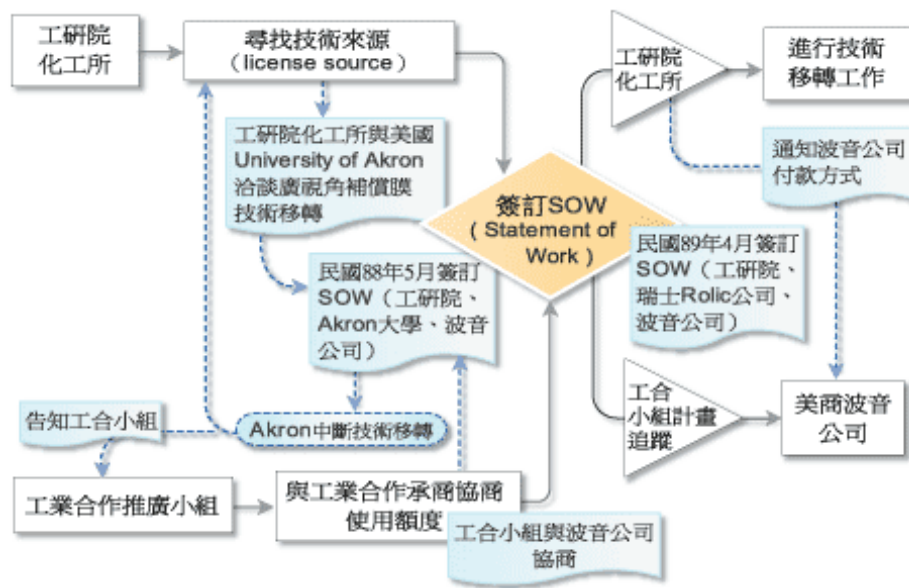 工研院
化工所
尋找技術來源
（license source）
工研院
化工所
進行技術
移轉工作
工研院化工所與美國
University of Akron
洽談廣視角補償膜
技術移轉
通知波音公司
付款方式
簽訂SOW
（Statement of
Work）
民國88年5月簽訂
SOW（工研院、
Akron大學、波音
公司）
民國89年4月簽訂
SOW（工研院、
瑞士Rolic公司、
波音公司）
告知工合小組
Akron中斷技術移轉
工合
小組計畫
追蹤
美商波音
公司
工業合作推廣小組
與工業合作承商協商
使用額度
工合小組與波音公司
協商